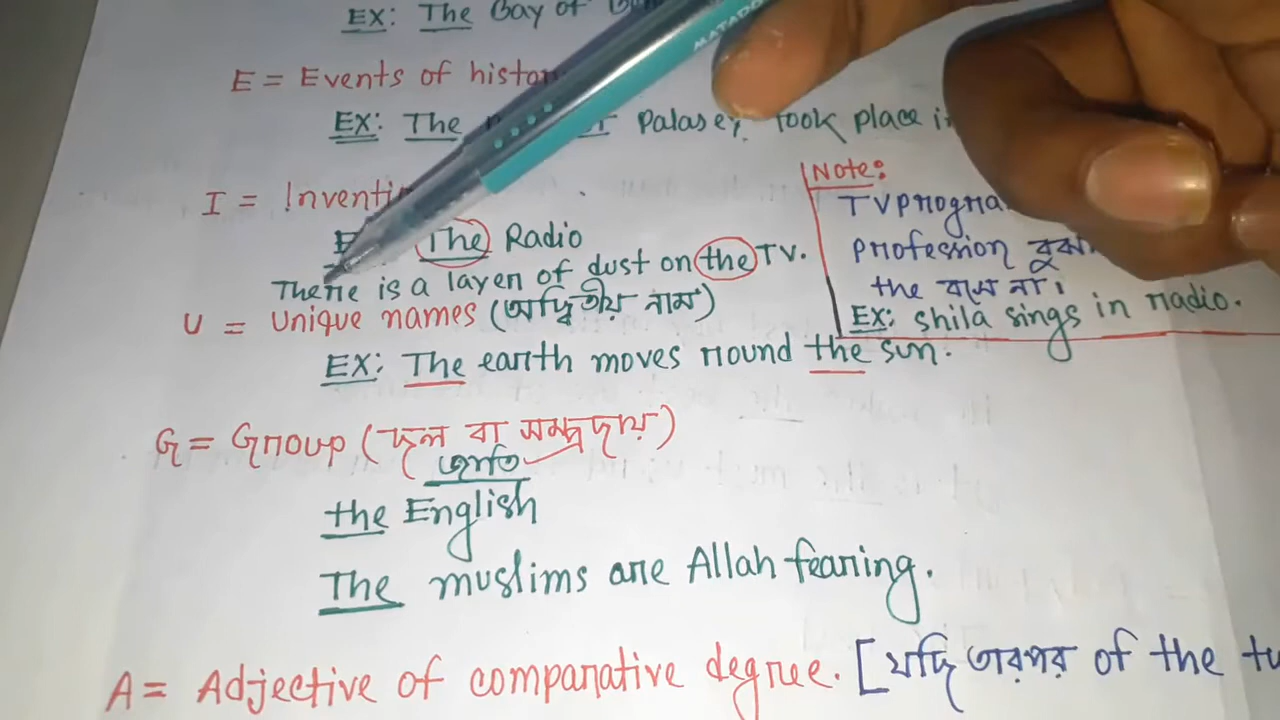 EX: The Bay of
E = Events of histor
EX: The Palasey took place in
I = Inventi
The Radio
There is a layer of dust on the TV.
Note:
TV progra
profession বুঝা
the বসে না।
EX: shila sings in radio.
U = unique names (অদ্বিতীয় নাম)
EX: The earth moves round the sun.
G = Group (দল বা সম্প্রদায়)
জাতি
the English
The muslims are Allah fearing.
A = Adjective of comparative degree. [যদি তারপর of the tw
MATADO